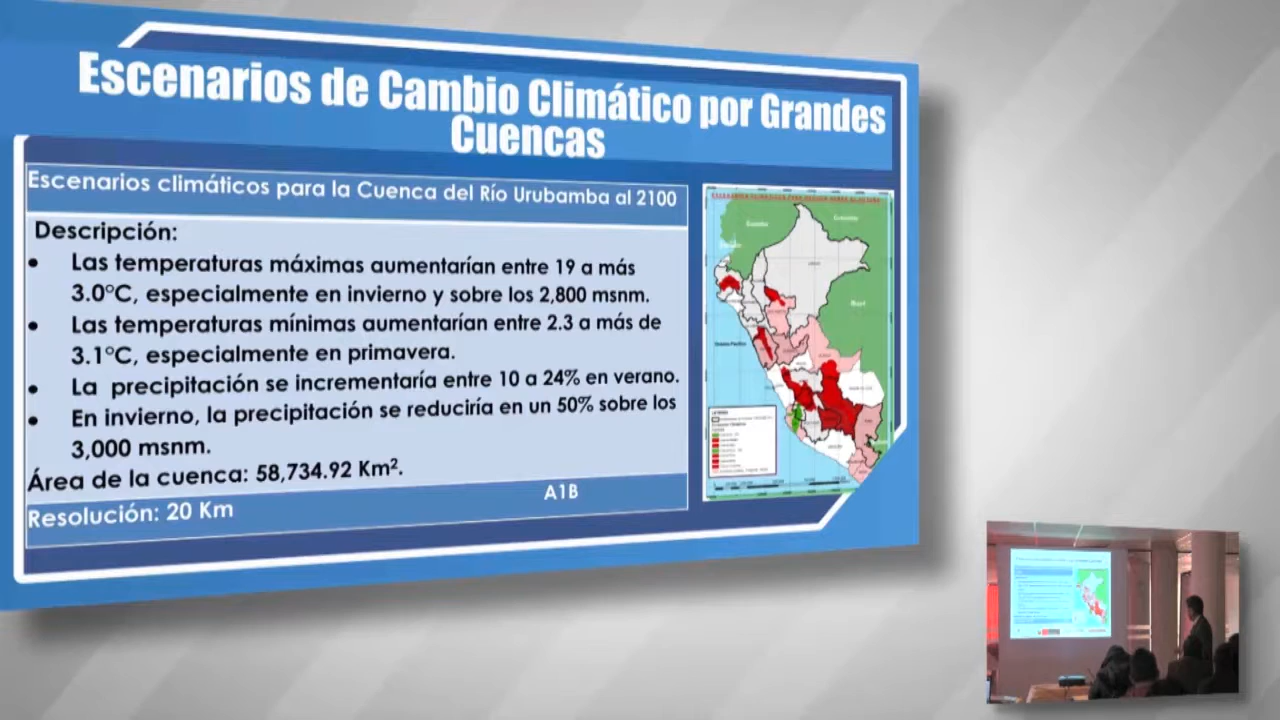 Escenarios de Cambio Climático por Grandes
Cuencas
Escenarios climáticos para la Cuenca del Río Urubamba al 2100
Descripción:
• Las temperaturas máximas aumentarían entre 19 a más
3.0°C, especialmente en invierno y sobre los 2,800 msnm.
• Las temperaturas mínimas aumentarían entre 2.3 a más de
3.1°C, especialmente en primavera.
• La precipitación se incrementaría entre 10 a 24% en verano.
• En invierno, la precipitación se reduciría en un 50% sobre los
3,000 msnm.
Área de la cuenca: 58,734.92 Km².
Resolución: 20 Km
A1B